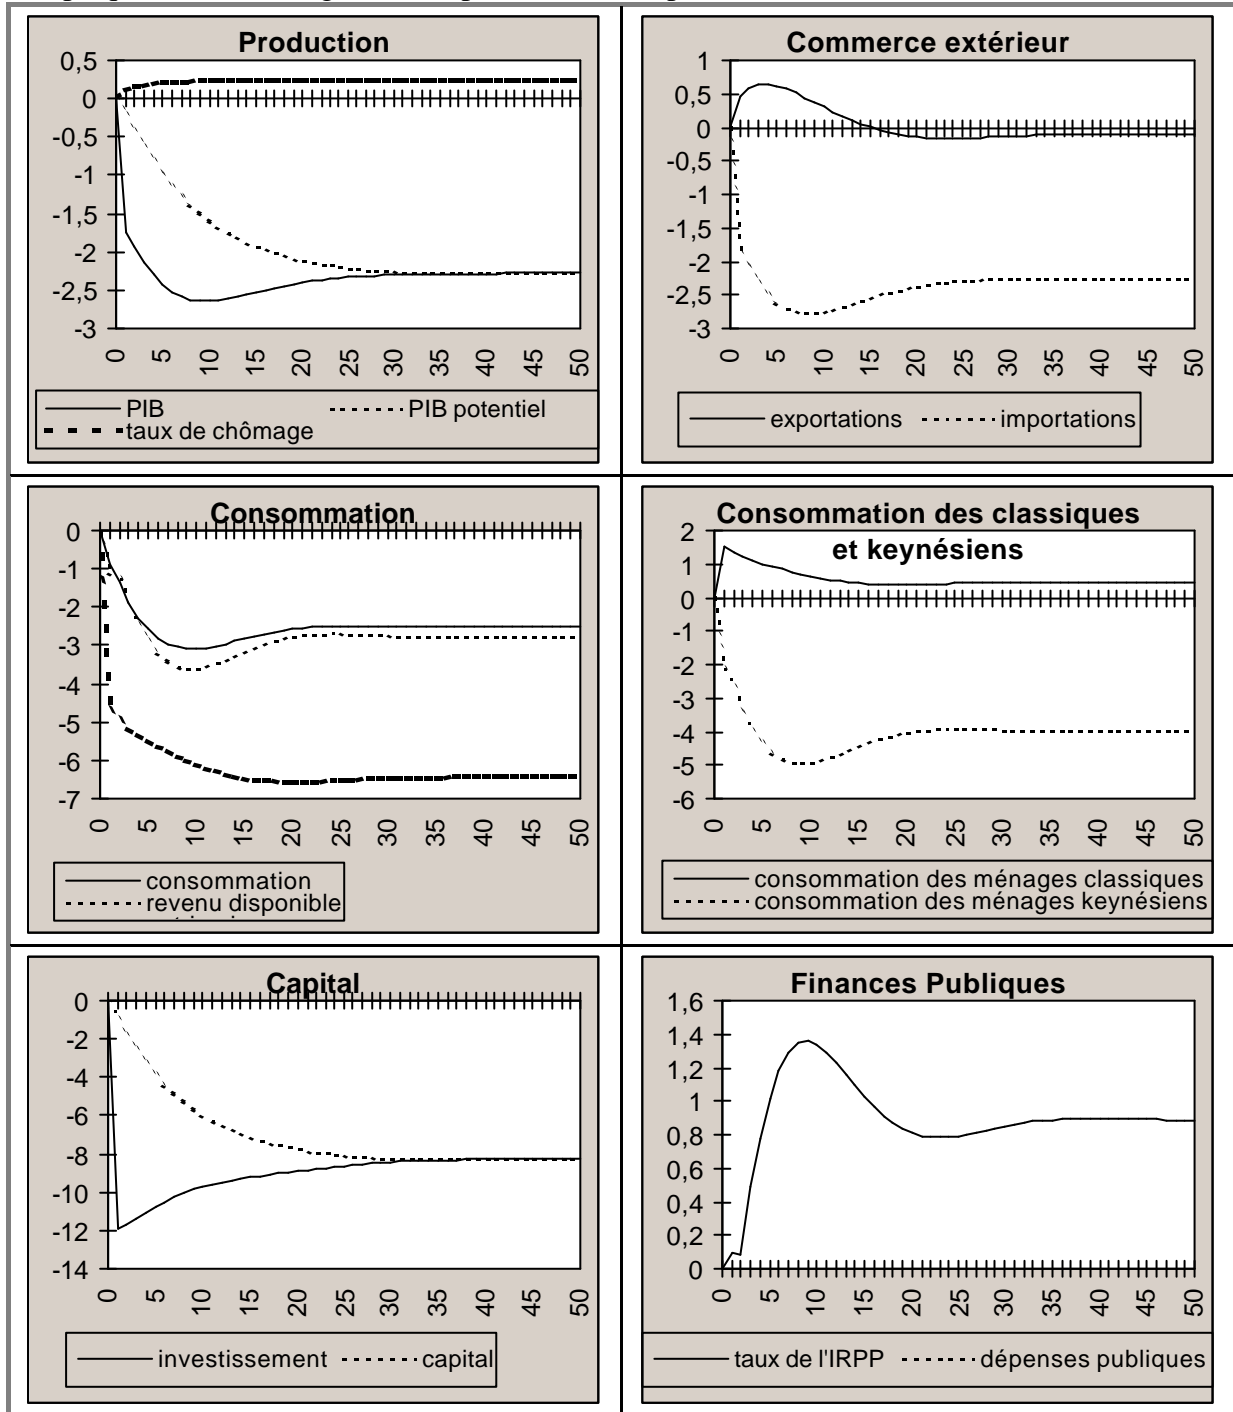 Production
0,5
0
-0,5
-1
-1,5
-2
-2,5
-3
0 5 10 15 20 25 30 35 40 45 50
PIB PIB potentiel
taux de chômage
Commerce extérieur
1
0,5
0
-0,5
-1
-1,5
-2
-2,5
-3
0 5 10 15 20 25 30 35 40 45 50
exportations importations
Consommation
0
-1
-2
-3
-4
-5
-6
-7
0 5 10 15 20 25 30 35 40 45 50
consommation
revenu disponible
Consommation des classiques
et keynésiens
2
1
0
-1
-2
-3
-4
-5
-6
0 5 10 15 20 25 30 35 40 45 50
consommation des ménages classiques
consommation des ménages keynésiens
Capital
0
-2
-4
-6
-8
-10
-12
-14
0 5 10 15 20 25 30 35 40 45 50
investissement capital
Finances Publiques
1,6
1,4
1,2
1
0,8
0,6
0,4
0,2
0
0 5 10 15 20 25 30 35 40 45 50
taux de l'IRPP dépenses publiques